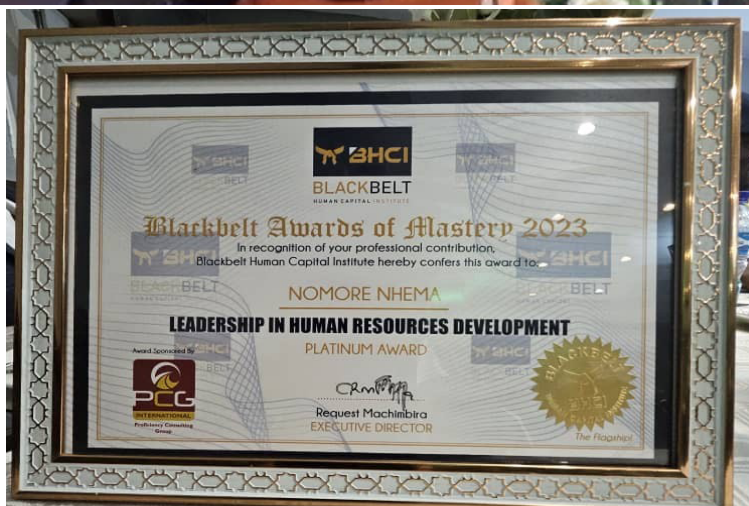 BHCI
BLACKBELT
HUMAN CAPITAL INSTITUTE
Blackbelt Awards of Mastery 2023
In recognition of your professional contribution,
Blackbelt Human Capital Institute hereby confers this award to:
NOMORE NHEMA
LEADERSHIP IN HUMAN RESOURCES DEVELOPMENT
PLATINUM AWARD
Award Sponsored By
PCG
INTERNATIONAL
Proficiency Consulting
Group
Request Machimbira
EXECUTIVE DIRECTOR
BLACKBELT
The Flagship!